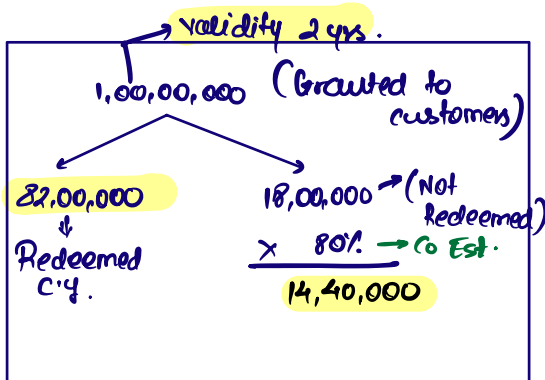 validity 2 yrs.
1,00,00,000 (Granted to customers)
82,00,000
18,00,000 → (Not Redeemed)
↓
Redeemed C.Y.
x 80% → Co Est.
14,40,000